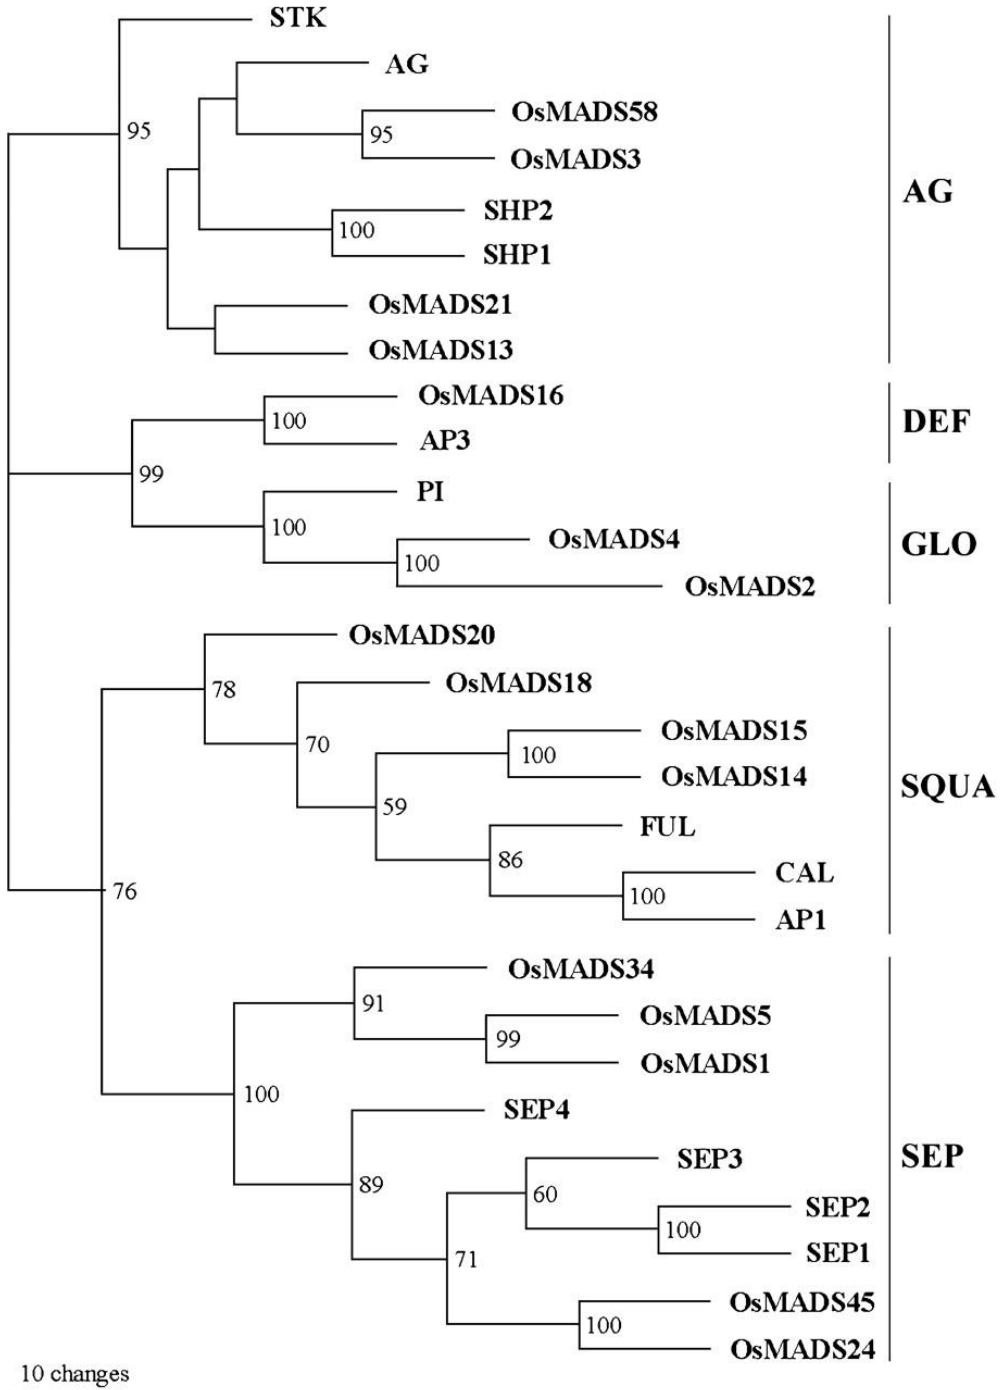 STK
AG
OsMADS58
95
95
OsMADS3
AG
SHP2
100
SHP1
OsMADS21
OsMADS13
OsMADS16
100
DEF
AP3
99
PI
100
OsMADS4
GLO
100
OsMADS2
OsMADS20
78
OsMADS18
70
OsMADS15
100
OsMADS14
SQUA
59
FUL
86
CAL
76
100
AP1
OsMADS34
91
OsMADS5
99
OsMADS1
100
SEP4
SEP
SEP3
89
60
SEP2
100
SEP1
71
OsMADS45
100
OsMADS24
10 changes